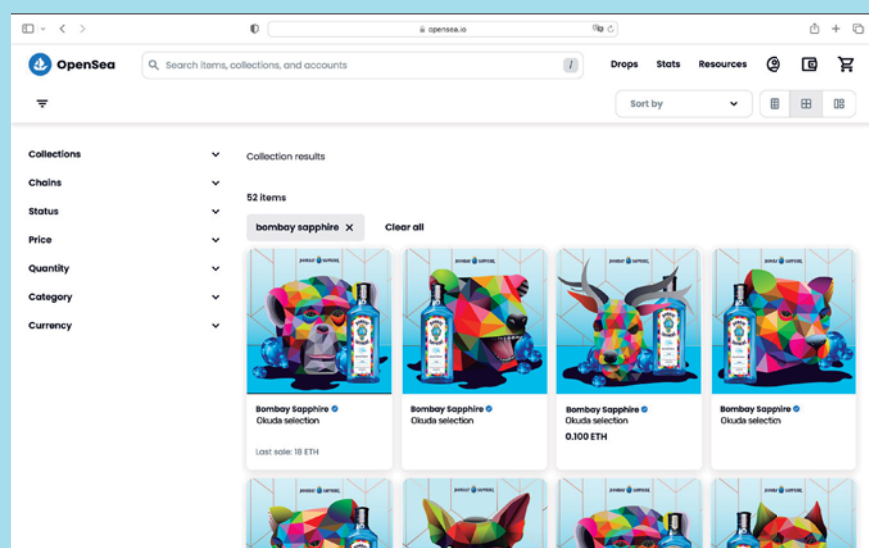 opensea.io
OpenSea
Search items, collections, and accounts
/
Drops Stats Resources
Sort by
Collections
Chains
Status
Price
Quantity
Category
Currency
Collection results
52 items
bombay sapphire X
Clear all
Bombay Sapphire
Okuda selection
Last sale: 18 ETH
Bombay Sapphire
Okuda selection
Bombay Sapphire
Okuda selection
0.100 ETH
Bombay Sapphire
Okuda selection